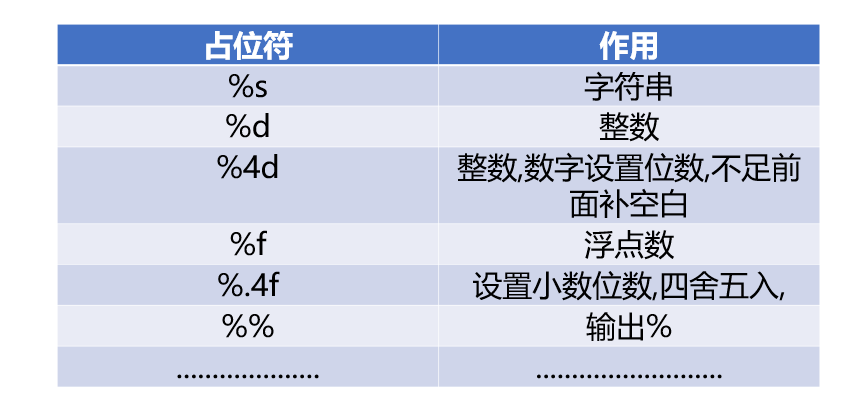 占位符 作用
%s 字符串
%d 整数
%4d 整数,数字设置位数,不足前
面补空白
%f 浮点数
%.4f 设置小数位数,四舍五入,
%% 输出%
.................... ..........................